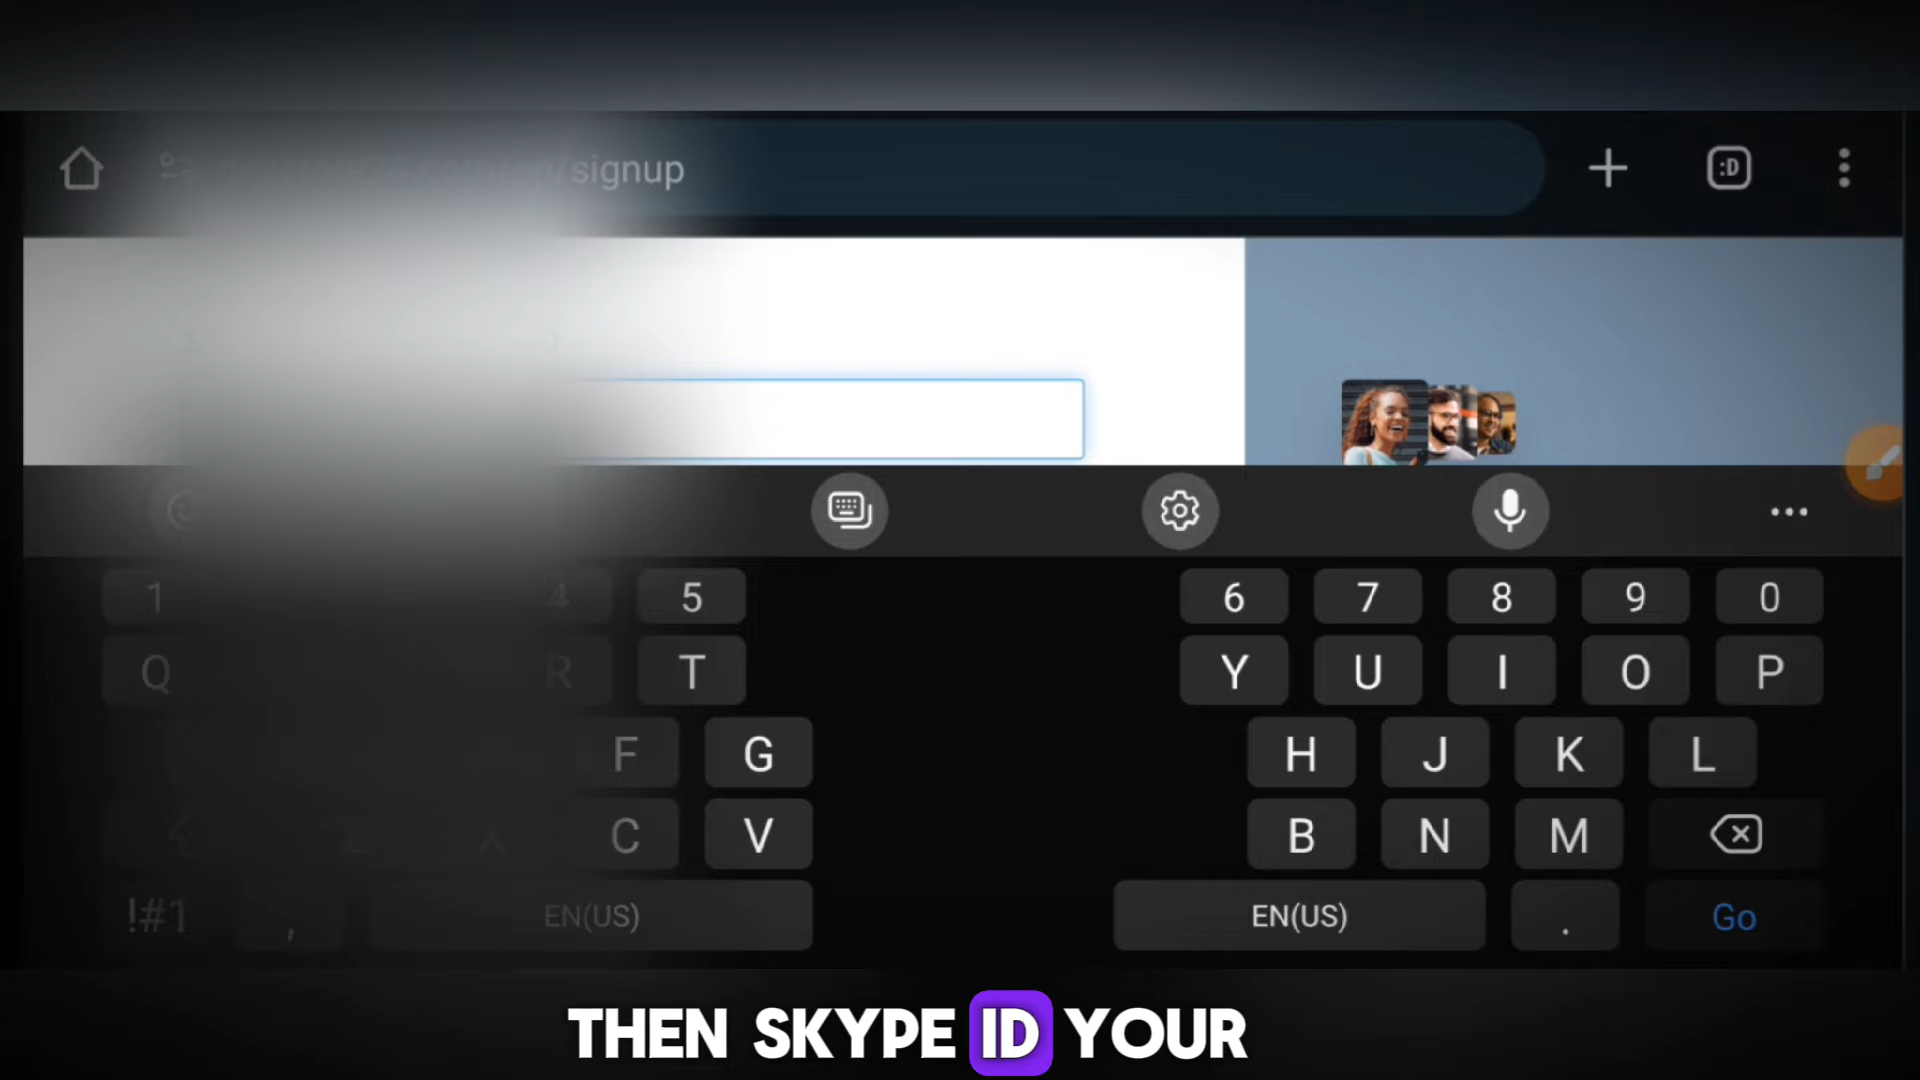 /signup
:D
1 4 5 6 7 8 9 0
Q R T Y U I O P
F G H J K L
Z X C V B N M
!#1 , EN(US) EN(US) . Go
THEN SKYPE ID YOUR